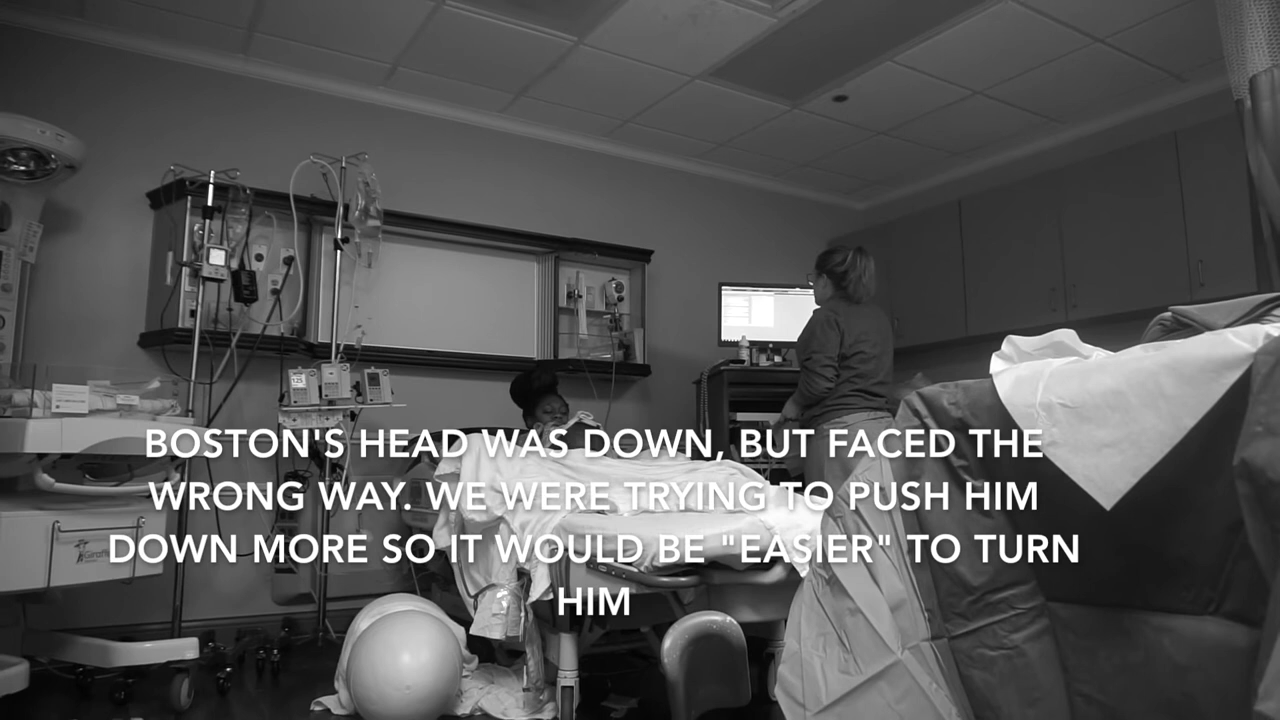 BOSTON'S HEAD WAS DOWN, BUT FACED THE
WRONG WAY. WE WERE TRYING TO PUSH HIM
DOWN MORE SO IT WOULD BE "EASIER" TO TURN
HIM